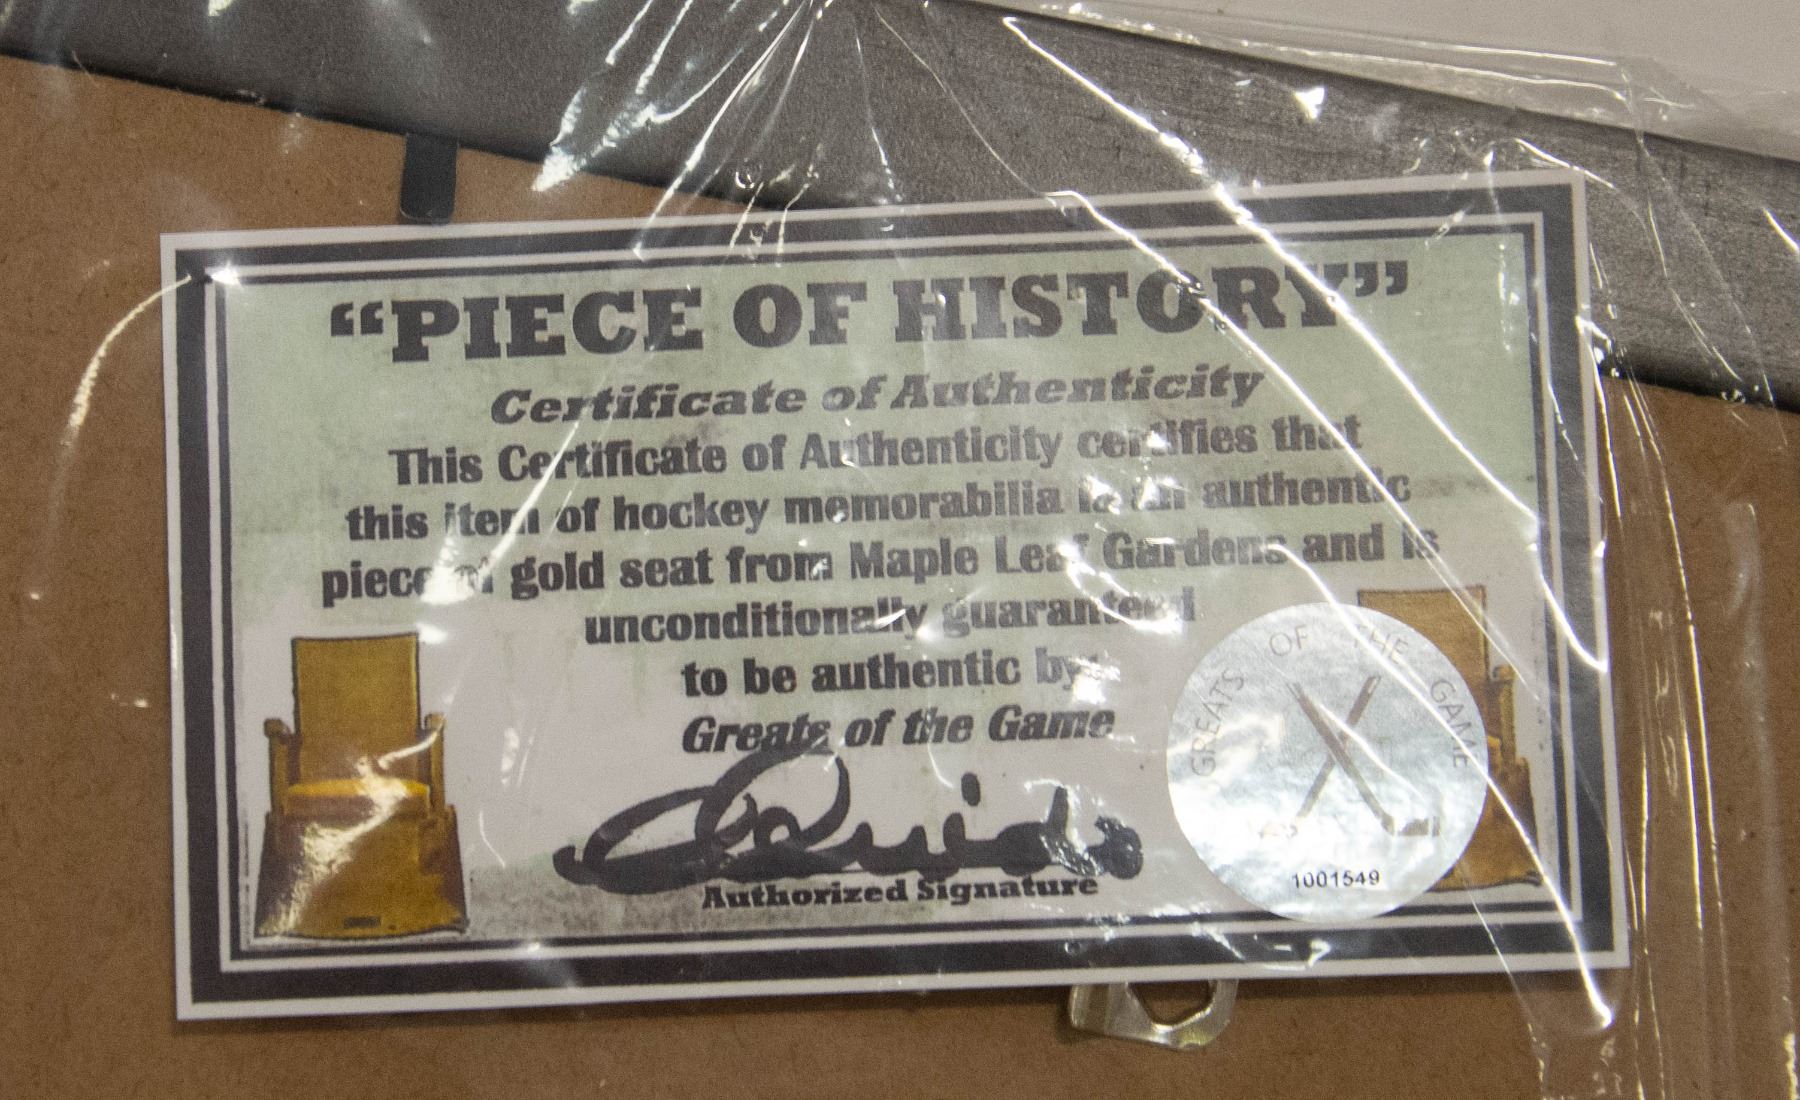 “PIECE OF HISTORY”
Certificate of Authenticity
This Certificate of Authenticity certifies that
this item of hockey memorabilia is an authentic
piece of gold seat from Maple Leaf Gardens and is
unconditionally guaranteed
to be authentic by:
Greats of the Game
Authorized Signature
GREATS OF THE GAME
1001549